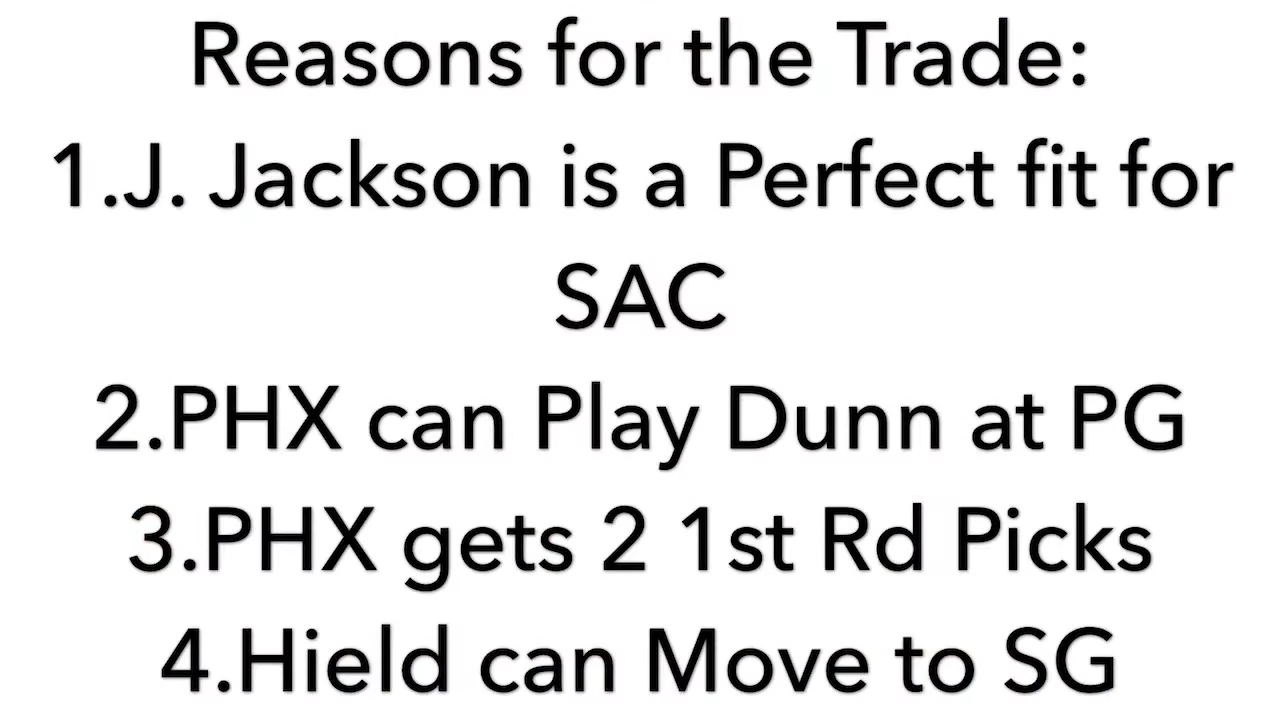 Reasons for the Trade:
1.J. Jackson is a Perfect fit for
SAC
2.PHX can Play Dunn at PG
3.PHX gets 2 1st Rd Picks
4.Hield can Move to SG